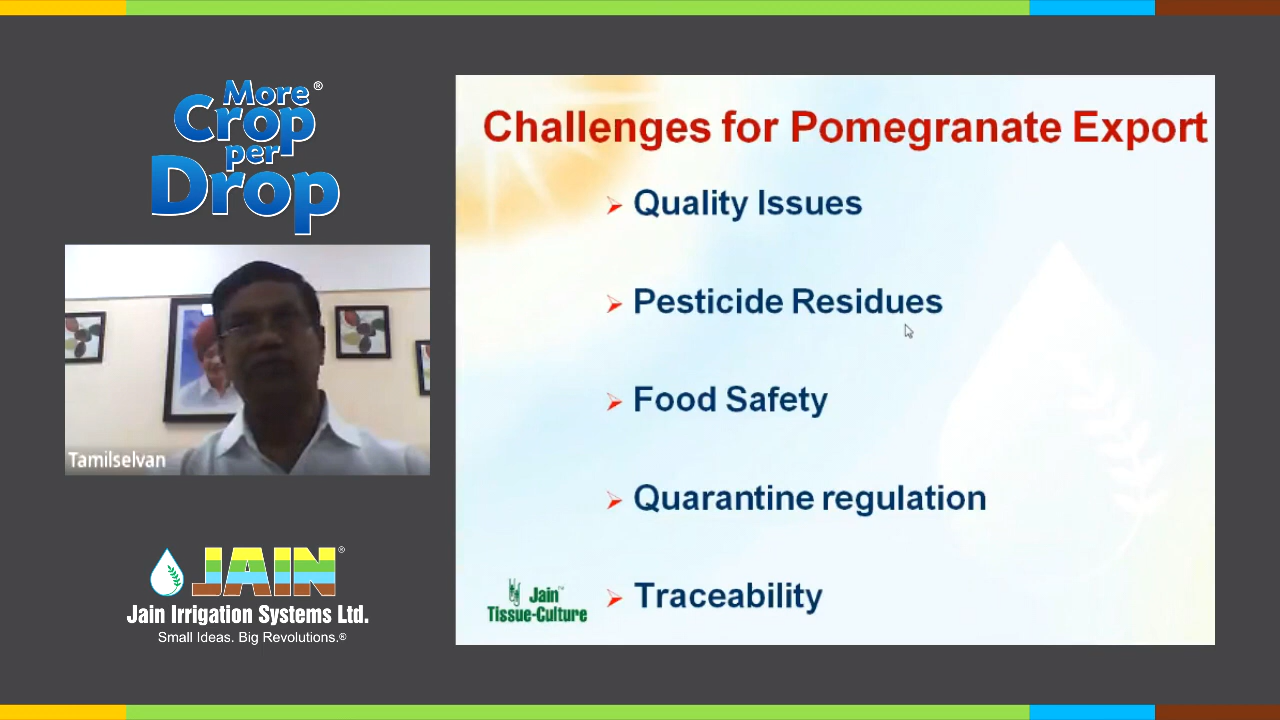 More®
Crop
per
Drop
Tamilselvan
JAIN®
Jain Irrigation Systems Ltd.
Small Ideas. Big Revolutions.®
Challenges for Pomegranate Export
Quality Issues
Pesticide Residues
Food Safety
Quarantine regulation
Traceability
Jain™
Tissue-Culture